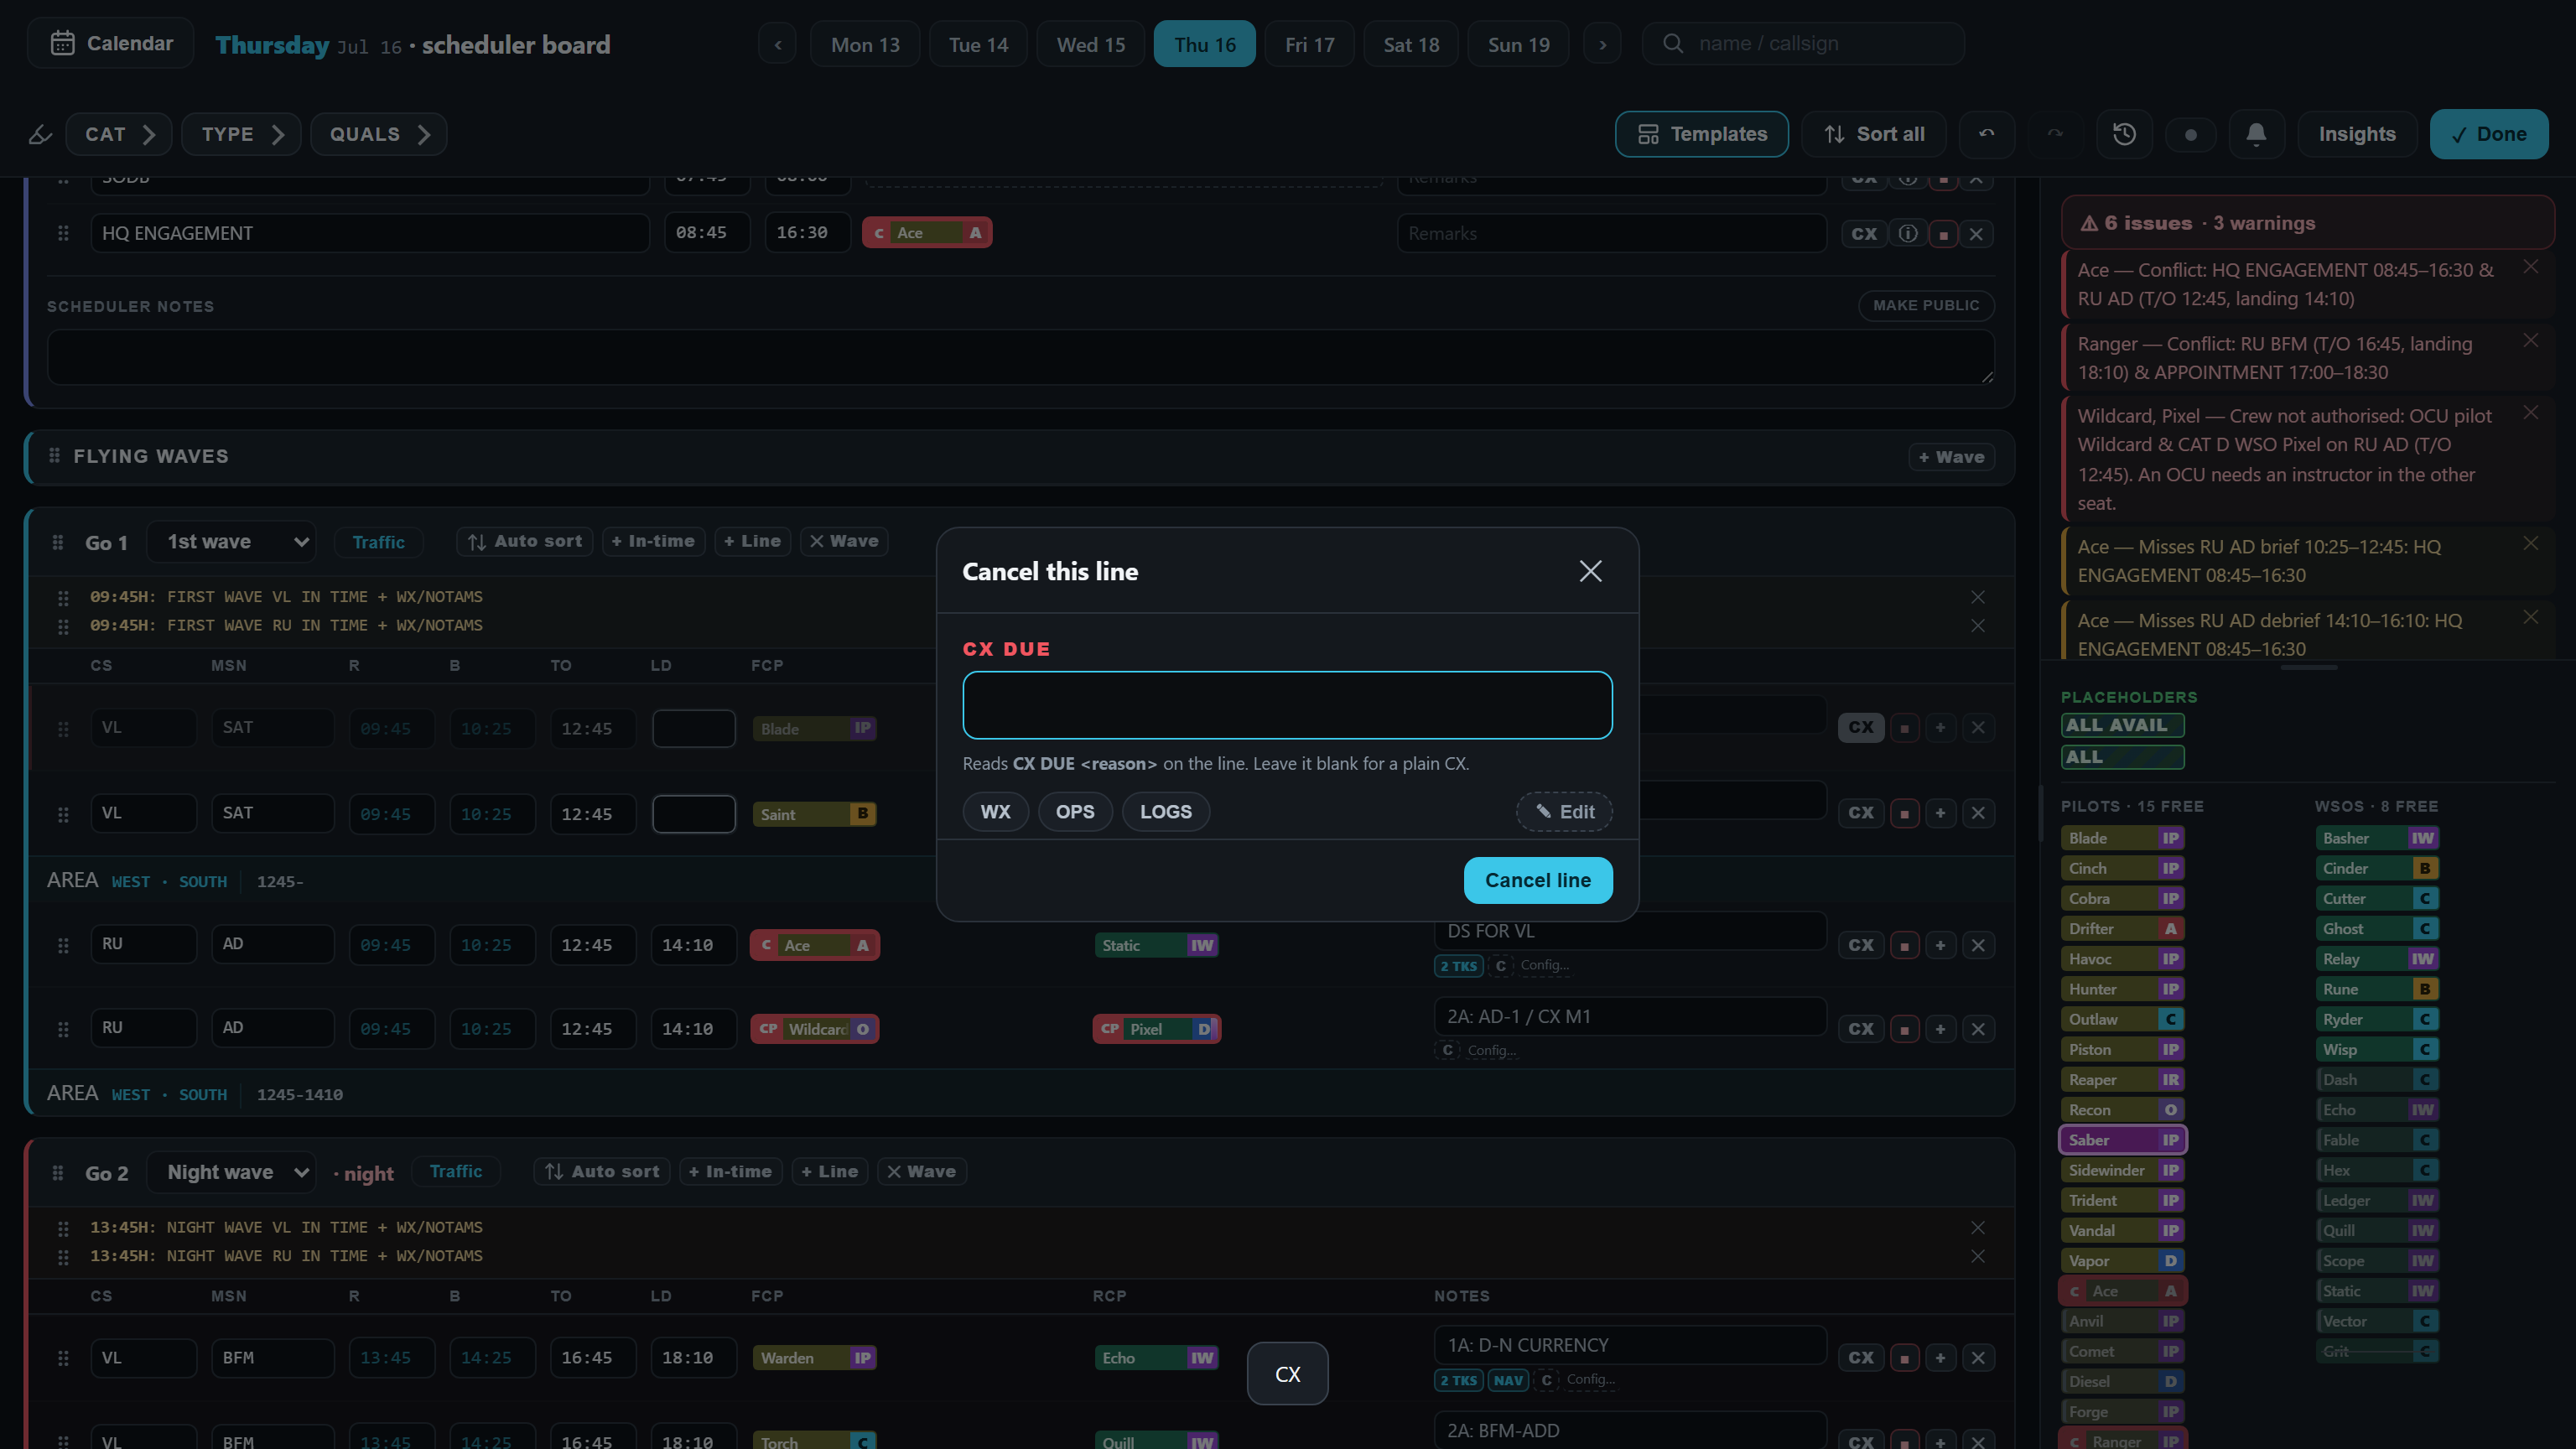 Calendar
Thursday Jul 16 · scheduler board
‹ Mon 13 Tue 14 Wed 15 Thu 16 Fri 17 Sat 18 Sun 19 ›
name / callsign
CAT TYPE QUALS
Templates Sort all Insights ✓ Done
SODB 07:45 08:00 Remarks CX
HQ ENGAGEMENT 08:45 16:30 C Ace A Remarks CX
SCHEDULER NOTES MAKE PUBLIC
FLYING WAVES + Wave
Go 1 1st wave Traffic Auto sort + In-time + Line × Wave
09:45H: FIRST WAVE VL IN TIME + WX/NOTAMS
09:45H: FIRST WAVE RU IN TIME + WX/NOTAMS
CS MSN R B TO LD FCP
VL SAT 09:45 10:25 12:45 Blade IP CX
VL SAT 09:45 10:25 12:45 Saint B CX
AREA WEST · SOUTH 1245-
RU AD 09:45 10:25 12:45 14:10 C Ace A Static IW DS FOR VL CX
2 TKS C Config...
RU AD 09:45 10:25 12:45 14:10 CP Wildcard O CP Pixel D 2A: AD-1 / CX M1 CX
C Config...
AREA WEST · SOUTH 1245-1410
Go 2 Night wave · night Traffic Auto sort + In-time + Line × Wave
13:45H: NIGHT WAVE VL IN TIME + WX/NOTAMS
13:45H: NIGHT WAVE RU IN TIME + WX/NOTAMS
CS MSN R B TO LD FCP RCP NOTES
VL BFM 13:45 14:25 16:45 18:10 Warden IP Echo IW 1A: D-N CURRENCY CX
2 TKS NAV C Config...
VL BFM 13:45 14:25 16:45 18:10 Torch C Quill IW 2A: BFM-ADD CX
Cancel this line
CX DUE
Reads CX DUE <reason> on the line. Leave it blank for a plain CX.
WX OPS LOGS Edit
Cancel line
CX
⚠ 6 issues · 3 warnings
Ace — Conflict: HQ ENGAGEMENT 08:45–16:30 &
RU AD (T/O 12:45, landing 14:10)
Ranger — Conflict: RU BFM (T/O 16:45, landing
18:10) & APPOINTMENT 17:00–18:30
Wildcard, Pixel — Crew not authorised: OCU pilot
Wildcard & CAT D WSO Pixel on RU AD (T/O
12:45). An OCU needs an instructor in the other
seat.
Ace — Misses RU AD brief 10:25–12:45: HQ
ENGAGEMENT 08:45–16:30
Ace — Misses RU AD debrief 14:10–16:10: HQ
ENGAGEMENT 08:45–16:30
PLACEHOLDERS
ALL AVAIL
ALL
PILOTS · 15 FREE
Blade IP
Cinch IP
Cobra IP
Drifter A
Havoc IP
Hunter IP
Outlaw C
Piston IP
Reaper IR
Recon O
Saber IP
Sidewinder IP
Trident IP
Vandal IP
Vapor D
C Ace A
Anvil IP
Comet IP
Diesel D
Forge IP
C Ranger IP
WSOS · 8 FREE
Basher IW
Cinder B
Cutter C
Ghost C
Relay IW
Rune B
Ryder C
Wisp C
Dash C
Echo IW
Fable C
Hex C
Ledger IW
Quill IW
Scope IW
Static IW
Vector C
Grit C